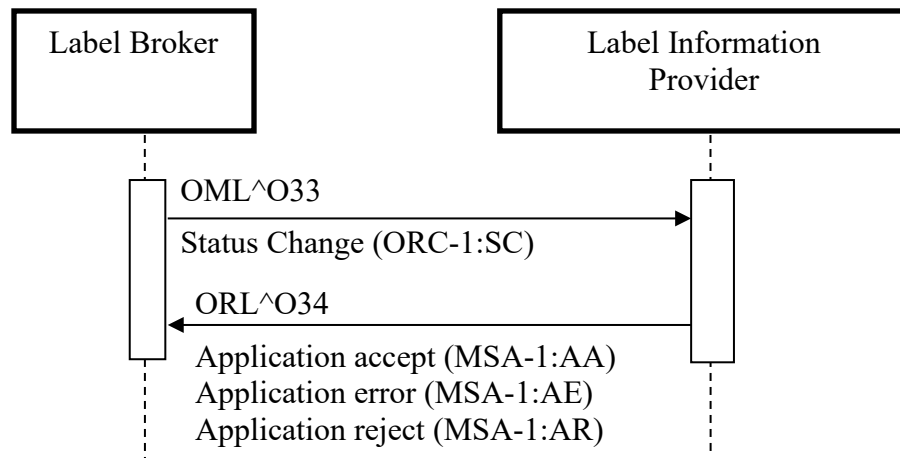 Label Broker
Label Information
Provider
OML^O33
Status Change (ORC-1:SC)
ORL^O34
Application accept (MSA-1:AA)
Application error (MSA-1:AE)
Application reject (MSA-1:AR)